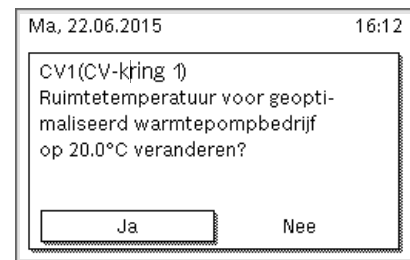 Ma, 22.06.2015 16:12
CV1(CV-kring 1)
Ruimtetemperatuur voor geopti-
maliseerd warmtepompbedrijf
op 20.0°C veranderen?
Ja Nee